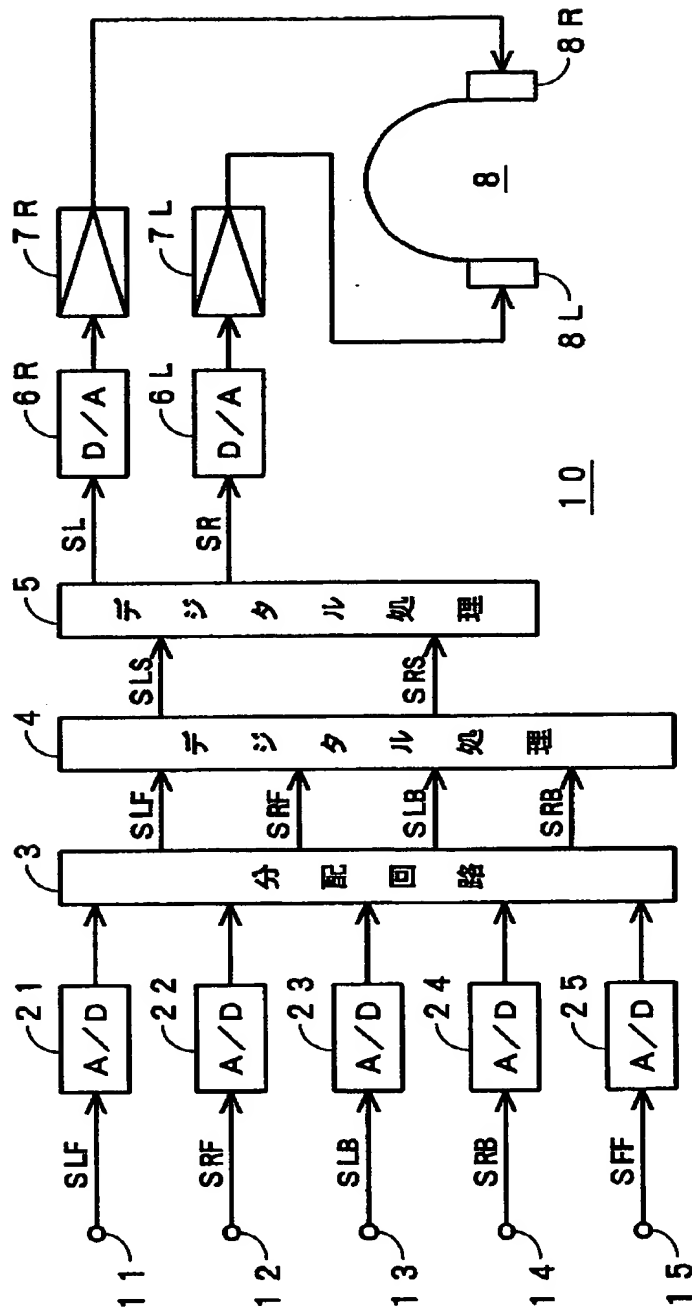 11 SLF 21 A/D
12 SRF 22 A/D
13 SLB 23 A/D
14 SRB 24 A/D
15 SFF 25 A/D
3 分配回路
SLF
SRF
SLB
SRB
4 デジタル処理
SLS
SRS
5 デジタル処理
SL 6R D/A 7R
SR 6L D/A 7L
8L 8 8R
10